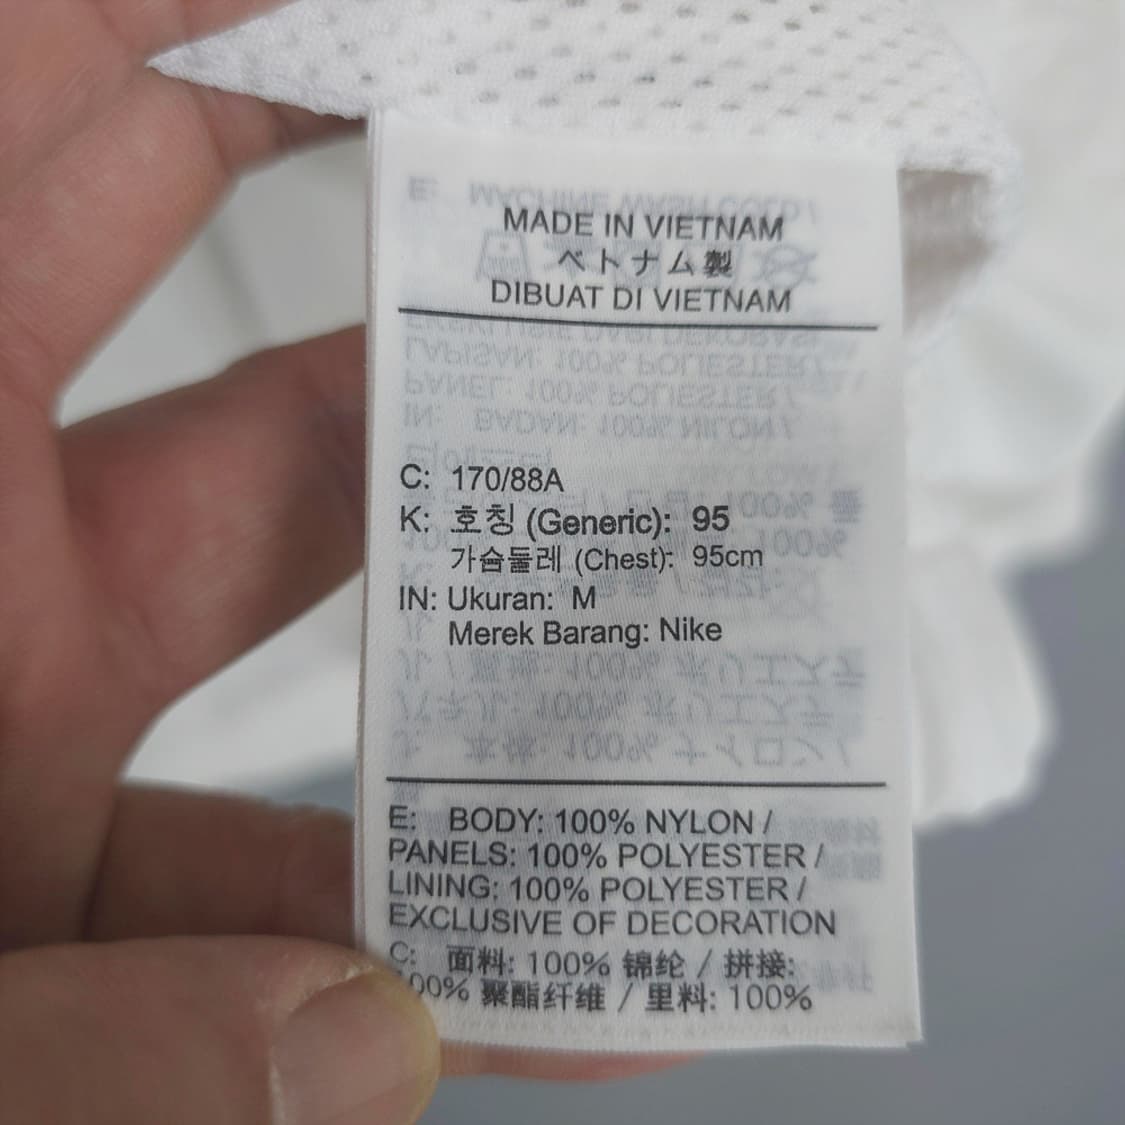 MADE IN VIETNAM
ベトナム製
DIBUAT DI VIETNAM
C: 170/88A
K: 호칭 (Generic): 95
가슴둘레 (Chest): 95cm
IN: Ukuran: M
Merek Barang: Nike
E: BODY: 100% NYLON /
PANELS: 100% POLYESTER /
LINING: 100% POLYESTER /
EXCLUSIVE OF DECORATION
C: 面料: 100% 锦纶 / 拼接:
100% 聚酯纤维 / 里料: 100%